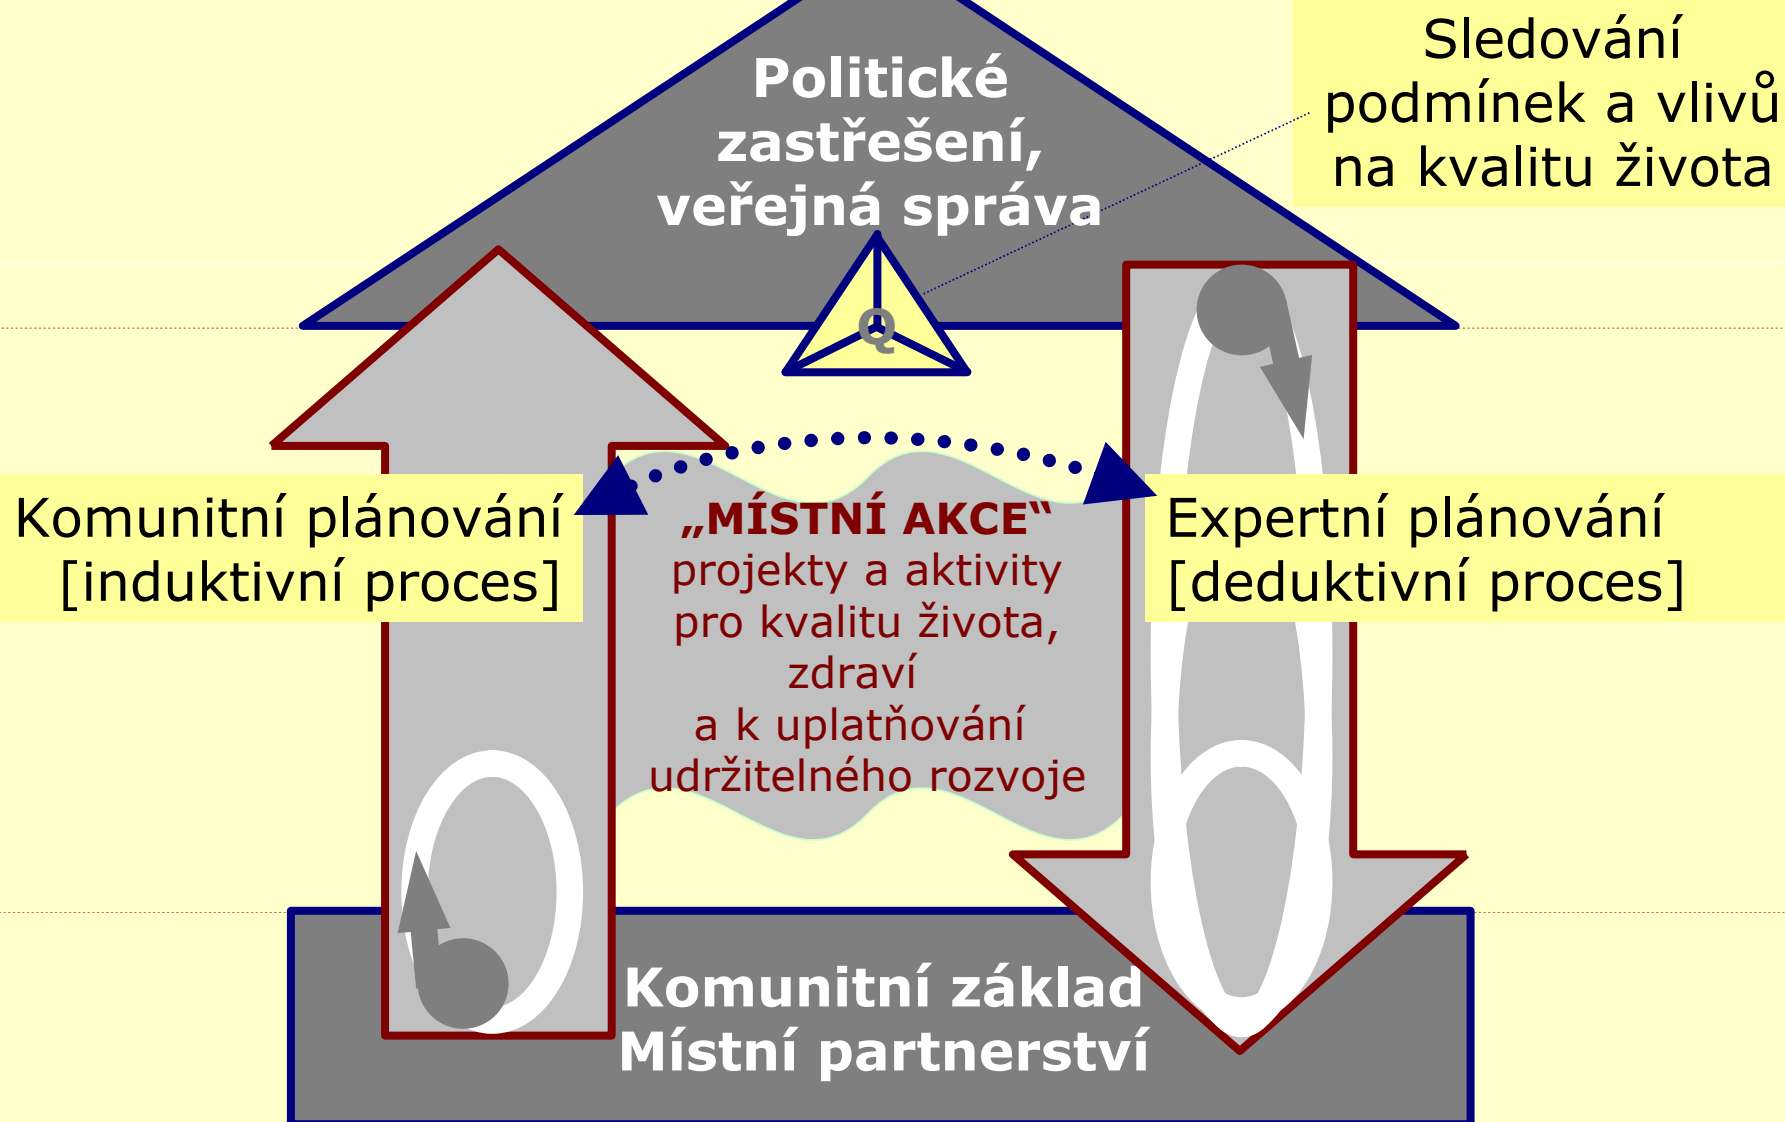 Politické
zastřešení,
veřejná správa
Sledování
podmínek a vlivů
na kvalitu života
Q
Komunitní plánování
[induktivní proces]
„MÍSTNÍ AKCE“
projekty a aktivity
pro kvalitu života,
zdraví
a k uplatňování
udržitelného rozvoje
Expertní plánování
[deduktivní proces]
Komunitní základ
Místní partnerství